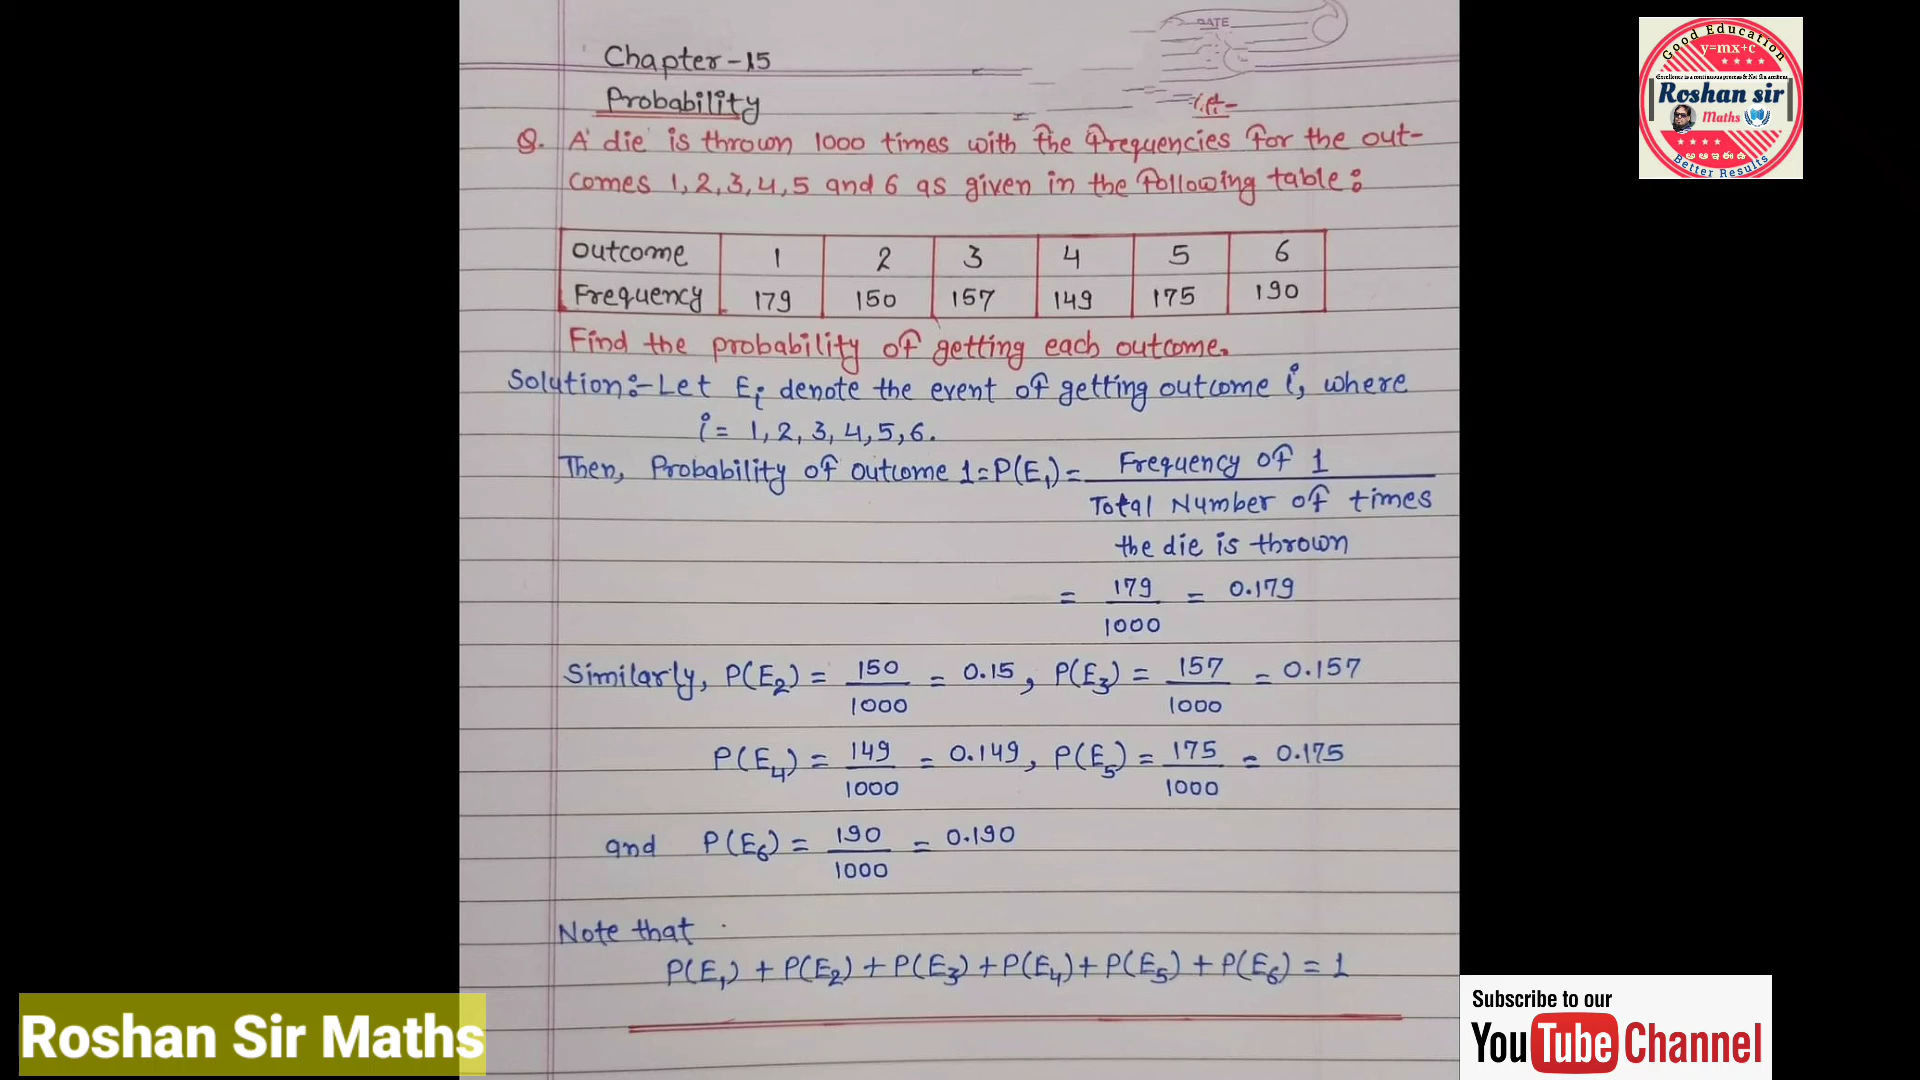 DATE
Chapter-15
Probability
Q. A die is thrown 1000 times with the frequencies for the out-
comes 1,2,3,4,5 and 6 as given in the following table:
Outcome 1 2 3 4 5 6
Frequency 179 150 157 149 175 190
Find the probability of getting each outcome.
Solution:- Let Ei denote the event of getting outcome i, where
i = 1,2,3,4,5,6.
Then, Probability of outcome 1=P(E1)= Frequency of 1
Total Number of times
the die is thrown
= 179/1000 = 0.179
Similarly, P(E2) = 150/1000 = 0.15, P(E3) = 157/1000 = 0.157
P(E4) = 149/1000 = 0.149, P(E5) = 175/1000 = 0.175
and P(E6) = 190/1000 = 0.190
Note that
P(E1) + P(E2) + P(E3) + P(E4) + P(E5) + P(E6) = 1
Good Education
y=mx+c
Roshan sir
Maths
Better Results
Roshan Sir Maths
Subscribe to our
YouTube Channel